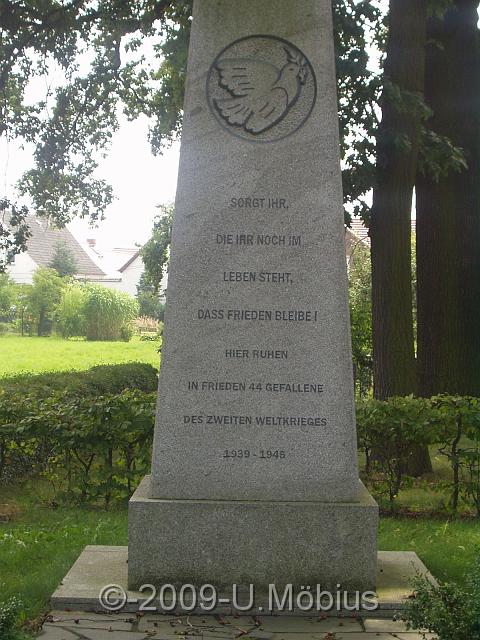 SORGT IHR,
DIE IHR NOCH IM
LEBEN STEHT,
DASS FRIEDEN BLEIBE !
HIER RUHEN
IN FRIEDEN 44 GEFALLENE
DES ZWEITEN WELTKRIEGES
1939 - 1945
©-2009-U.Möbius